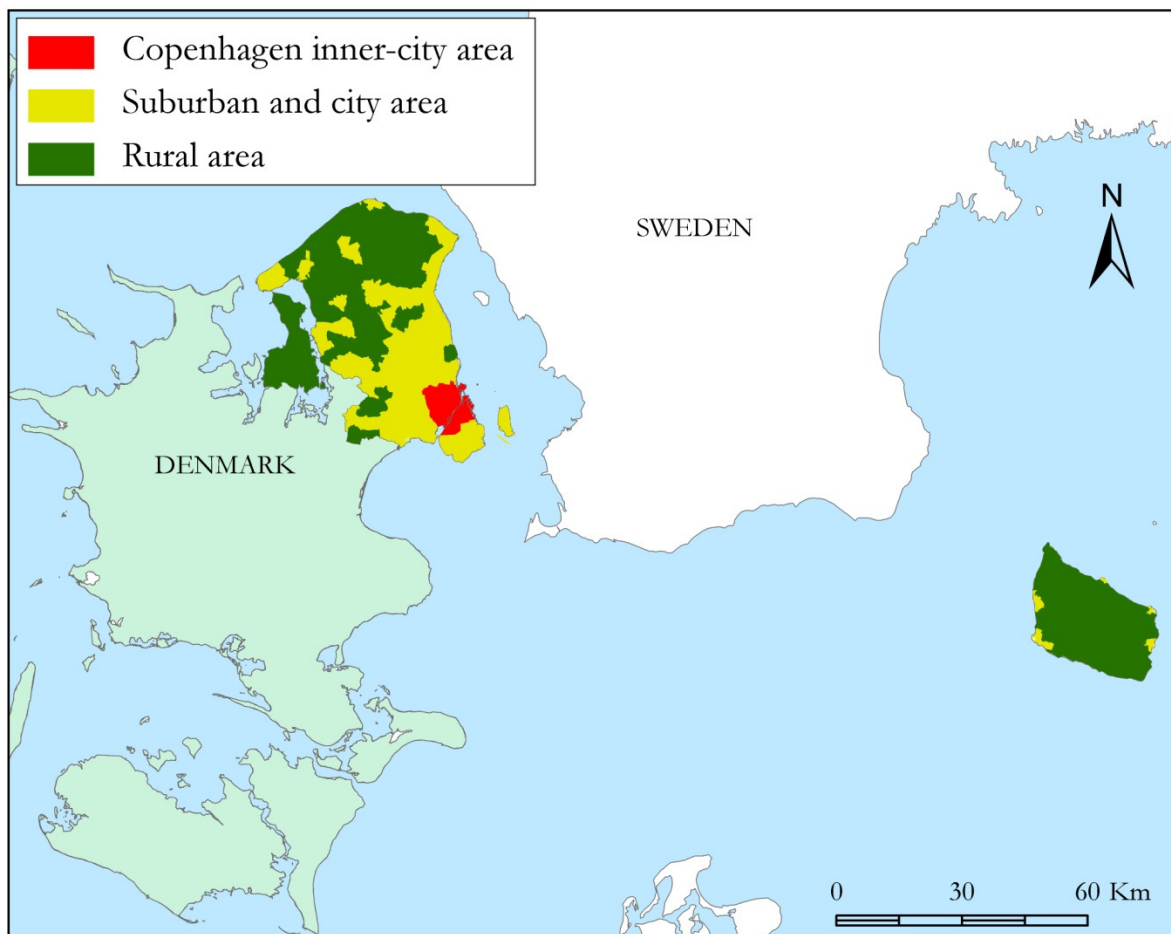 Copenhagen inner-city area
Suburban and city area
Rural area
N
SWEDEN
DENMARK
0 30 60 Km